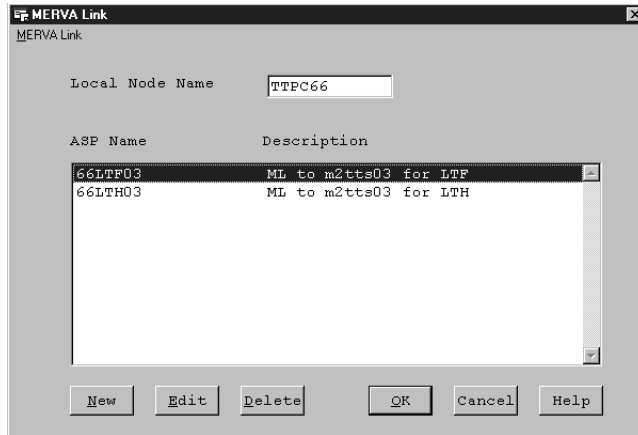 MERVA Link
MERVA Link
Local Node Name TTPC66
ASP Name Description
66LTF03 ML to m2tts03 for LTF
66LTH03 ML to m2tts03 for LTH
New Edit Delete OK Cancel Help